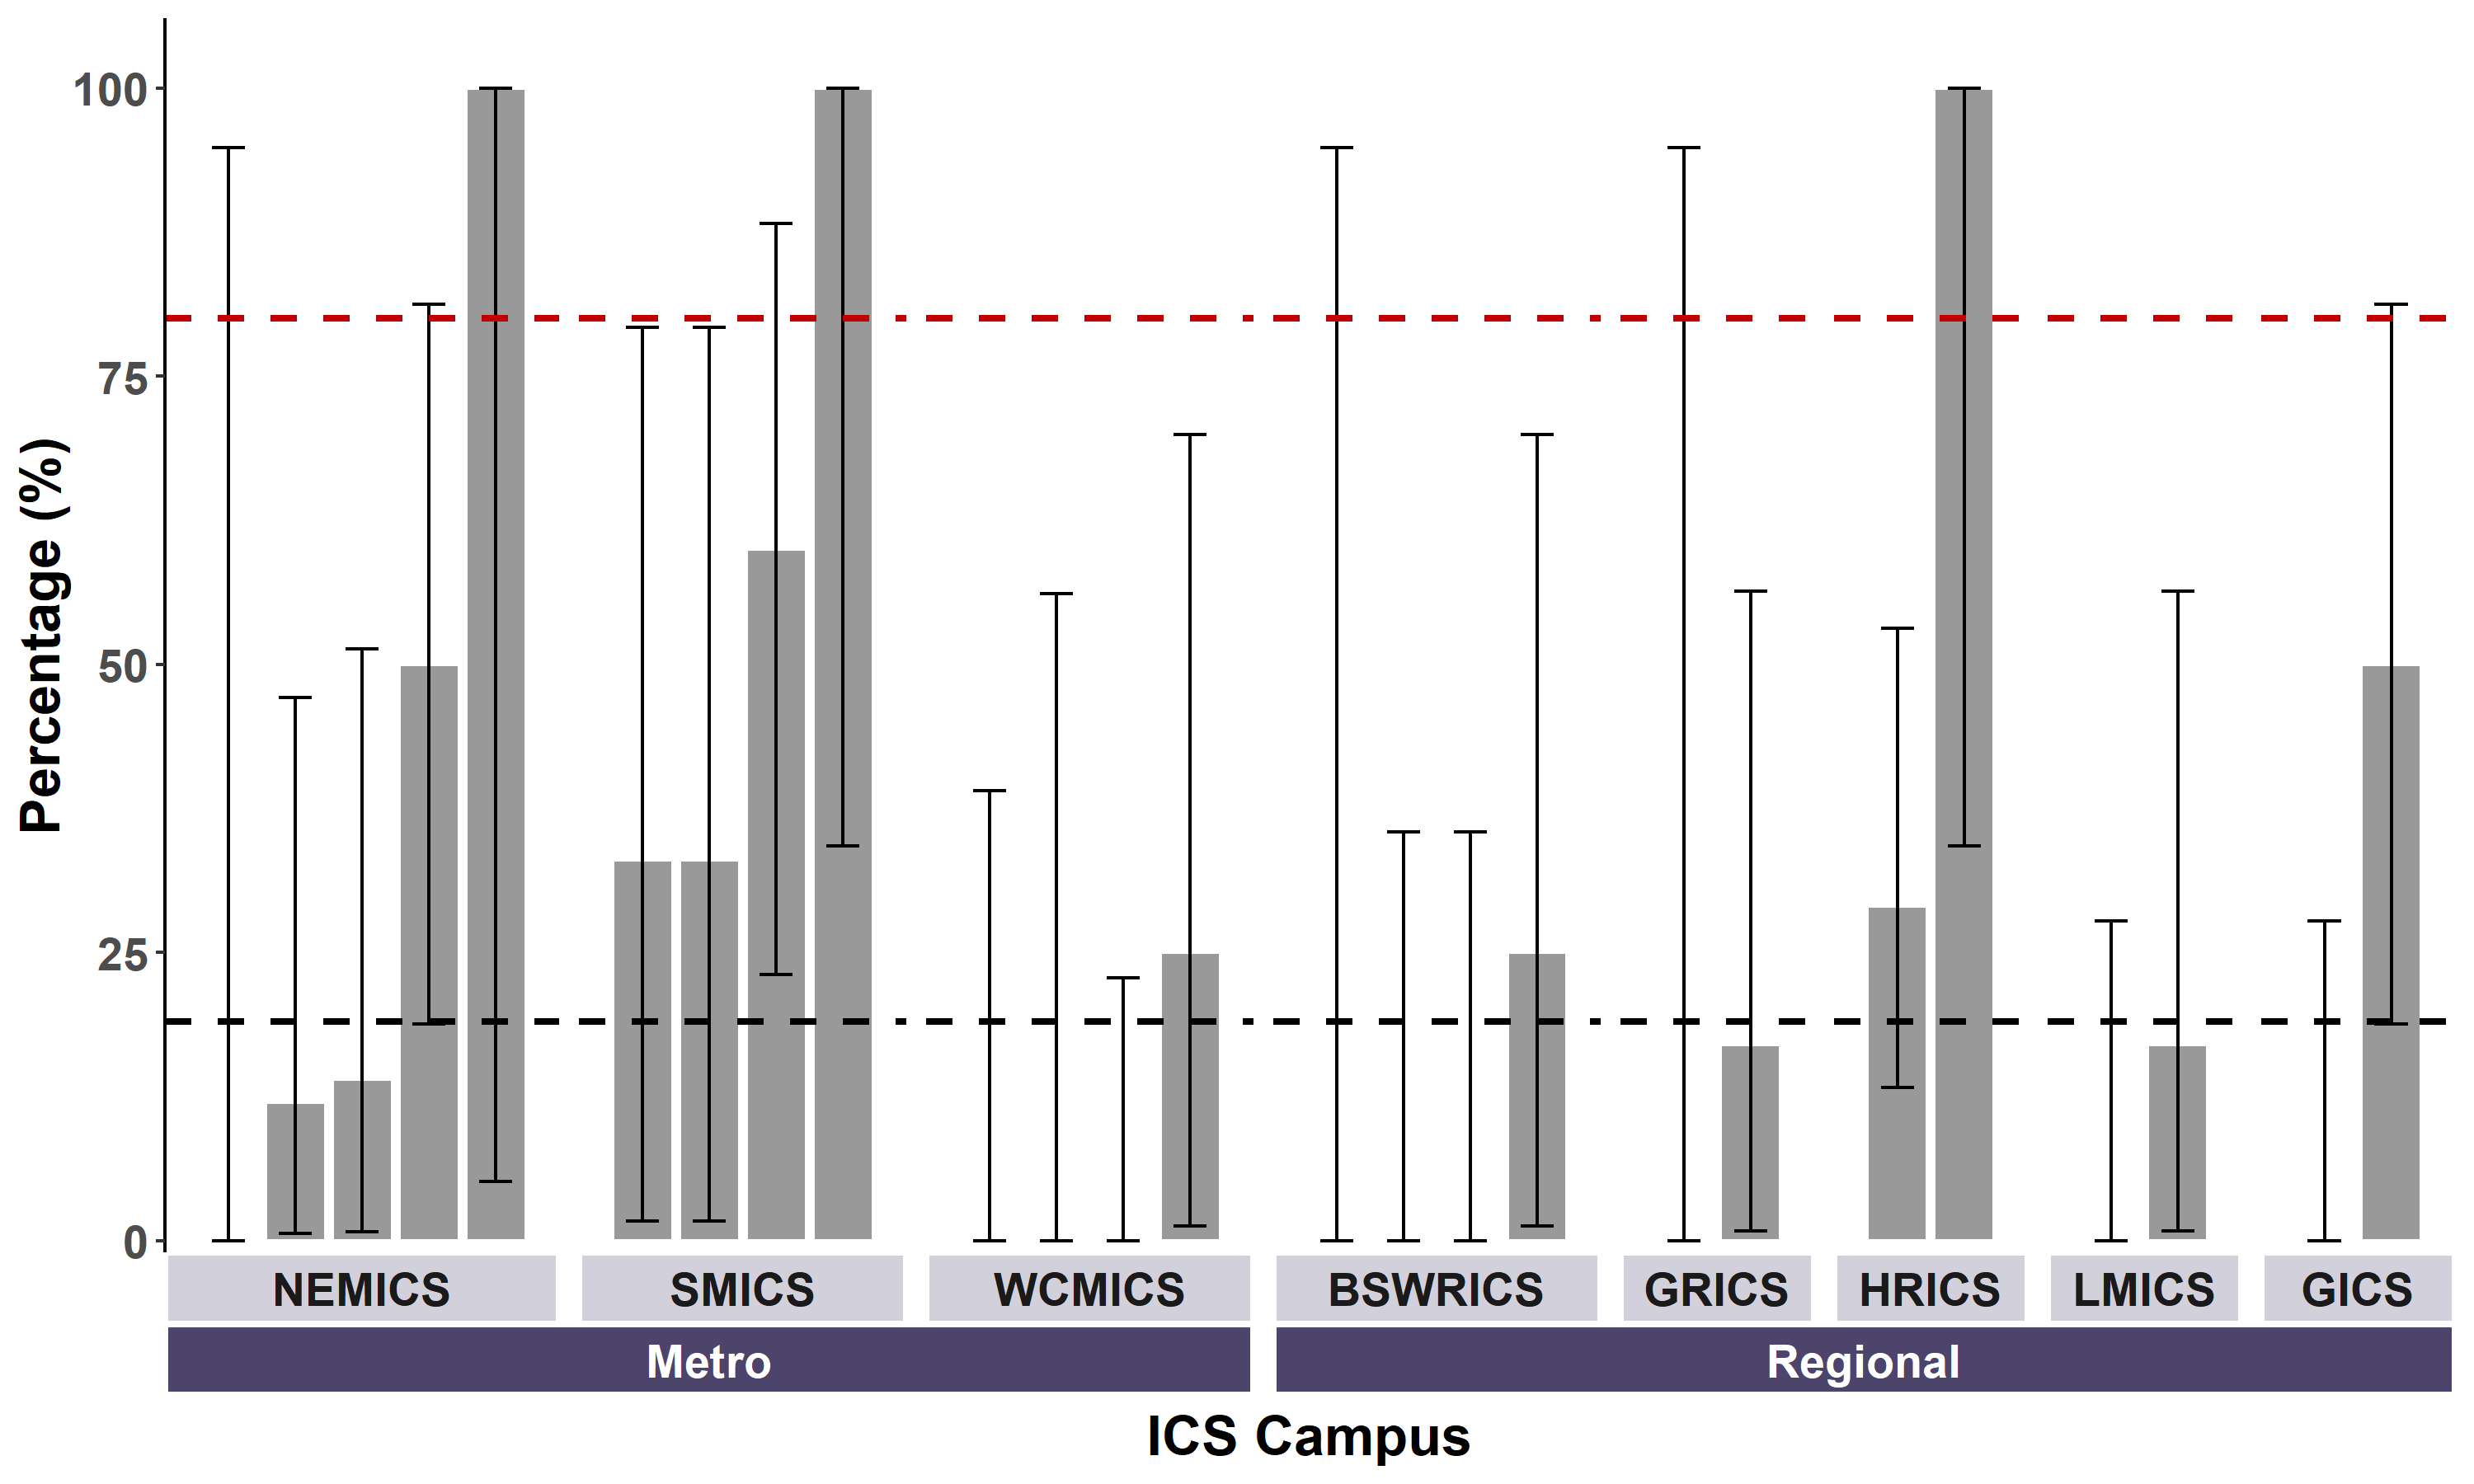 Percentage (%)
100
75
50
25
0
NEMICS SMICS WCMICS BSWRICS GRICS HRICS LMICS GICS
Metro Regional
ICS Campus